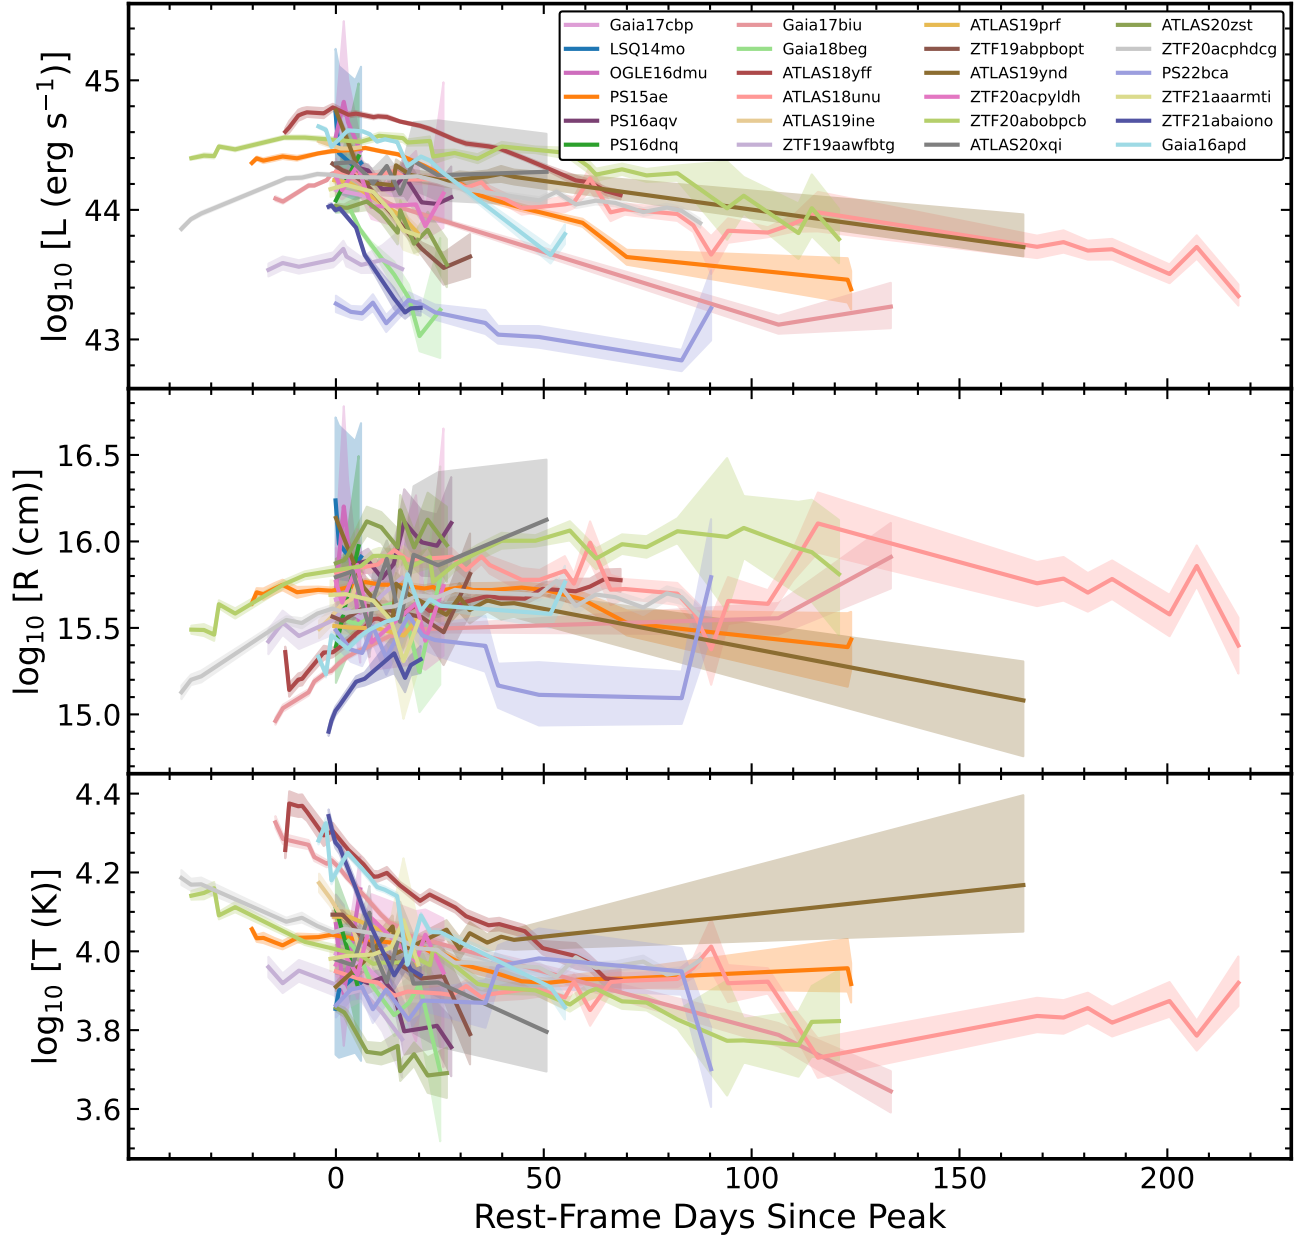 Gaia17cbp
LSQ14mo
OGLE16dmu
PS15ae
PS16aqv
PS16dnq
Gaia17biu
Gaia18beg
ATLAS18yff
ATLAS18unu
ATLAS19ine
ZTF19aawfbtg
ATLAS19prf
ZTF19abpbopt
ATLAS19ynd
ZTF20acpyldh
ZTF20abobpcb
ATLAS20xqi
ATLAS20zst
ZTF20acphdcg
PS22bca
ZTF21aaarmti
ZTF21abaiono
Gaia16apd
log₁₀ [L (erg s⁻¹)]
45
44
43
log₁₀ [R (cm)]
16.5
16.0
15.5
15.0
log₁₀ [T (K)]
4.4
4.2
4.0
3.8
3.6
0 50 100 150 200
Rest-Frame Days Since Peak